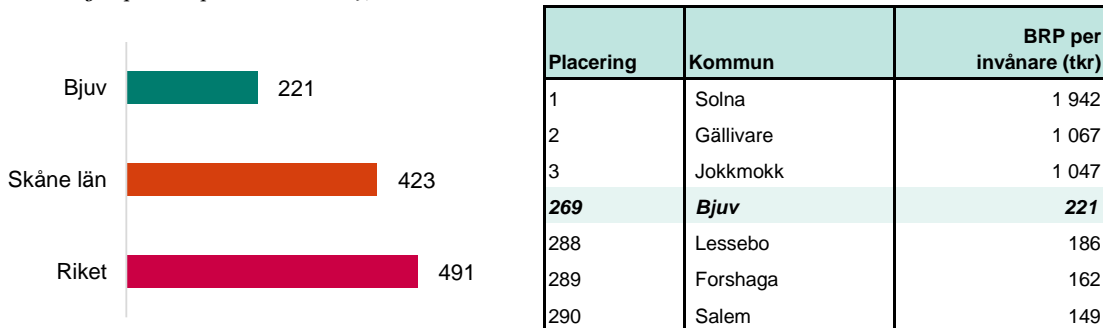 Bjuv 221
Skåne län 423
Riket 491
Placering Kommun BRP per invånare (tkr)
1 Solna 1 942
2 Gällivare 1 067
3 Jokkmokk 1 047
269 Bjuv 221
288 Lessebo 186
289 Forshaga 162
290 Salem 149